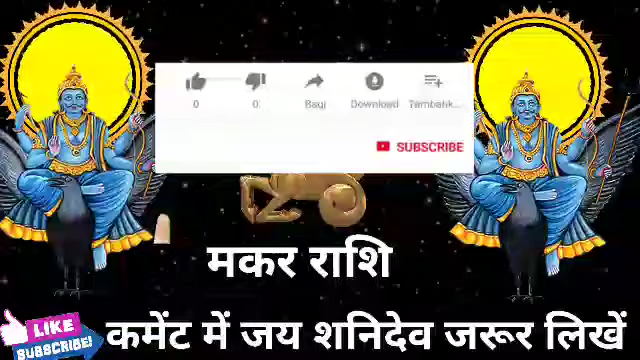 0 0 Bagi Download Tambahk...
SUBSCRIBE
मकर राशि
LIKE
SUBSCRIBE!
कमेंट में जय शनिदेव जरूर लिखें